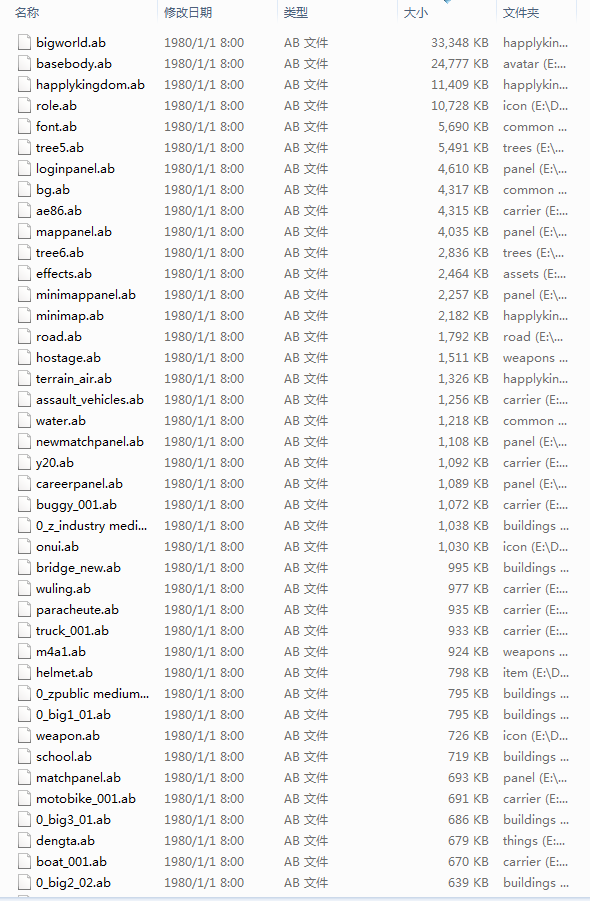 名称 修改日期 类型 大小 文件夹
bigworld.ab 1980/1/1 8:00 AB 文件 33,348 KB happlykin...
basebody.ab 1980/1/1 8:00 AB 文件 24,777 KB avatar (E:...
happlykingdom.ab 1980/1/1 8:00 AB 文件 11,409 KB happlykin...
role.ab 1980/1/1 8:00 AB 文件 10,728 KB icon (E:\D...
font.ab 1980/1/1 8:00 AB 文件 5,690 KB common ...
tree5.ab 1980/1/1 8:00 AB 文件 5,491 KB trees (E:\...
loginpanel.ab 1980/1/1 8:00 AB 文件 4,610 KB panel (E:\...
bg.ab 1980/1/1 8:00 AB 文件 4,317 KB common ...
ae86.ab 1980/1/1 8:00 AB 文件 4,315 KB carrier (E:...
mappanel.ab 1980/1/1 8:00 AB 文件 4,035 KB panel (E:\...
tree6.ab 1980/1/1 8:00 AB 文件 2,836 KB trees (E:\...
effects.ab 1980/1/1 8:00 AB 文件 2,464 KB assets (E:...
minimappanel.ab 1980/1/1 8:00 AB 文件 2,257 KB panel (E:\...
minimap.ab 1980/1/1 8:00 AB 文件 2,182 KB happlykin...
road.ab 1980/1/1 8:00 AB 文件 1,792 KB road (E:\...
hostage.ab 1980/1/1 8:00 AB 文件 1,511 KB weapons ...
terrain_air.ab 1980/1/1 8:00 AB 文件 1,326 KB happlykin...
assault_vehicles.ab 1980/1/1 8:00 AB 文件 1,256 KB carrier (E:...
water.ab 1980/1/1 8:00 AB 文件 1,218 KB common ...
newmatchpanel.ab 1980/1/1 8:00 AB 文件 1,108 KB panel (E:\...
y20.ab 1980/1/1 8:00 AB 文件 1,092 KB carrier (E:...
careerpanel.ab 1980/1/1 8:00 AB 文件 1,089 KB panel (E:\...
buggy_001.ab 1980/1/1 8:00 AB 文件 1,072 KB carrier (E:...
0_z_industry medi... 1980/1/1 8:00 AB 文件 1,038 KB buildings ...
onui.ab 1980/1/1 8:00 AB 文件 1,030 KB icon (E:\D...
bridge_new.ab 1980/1/1 8:00 AB 文件 995 KB buildings ...
wuling.ab 1980/1/1 8:00 AB 文件 977 KB carrier (E:...
paracheute.ab 1980/1/1 8:00 AB 文件 935 KB carrier (E:...
truck_001.ab 1980/1/1 8:00 AB 文件 933 KB carrier (E:...
m4a1.ab 1980/1/1 8:00 AB 文件 924 KB weapons ...
helmet.ab 1980/1/1 8:00 AB 文件 798 KB item (E:\D...
0_zpublic medium... 1980/1/1 8:00 AB 文件 795 KB buildings ...
0_big1_01.ab 1980/1/1 8:00 AB 文件 795 KB buildings ...
weapon.ab 1980/1/1 8:00 AB 文件 726 KB icon (E:\D...
school.ab 1980/1/1 8:00 AB 文件 719 KB buildings ...
matchpanel.ab 1980/1/1 8:00 AB 文件 693 KB panel (E:\...
motobike_001.ab 1980/1/1 8:00 AB 文件 691 KB carrier (E:...
0_big3_01.ab 1980/1/1 8:00 AB 文件 686 KB buildings ...
dengta.ab 1980/1/1 8:00 AB 文件 679 KB things (E:...
boat_001.ab 1980/1/1 8:00 AB 文件 670 KB carrier (E:...
0_big2_02.ab 1980/1/1 8:00 AB 文件 639 KB buildings ...